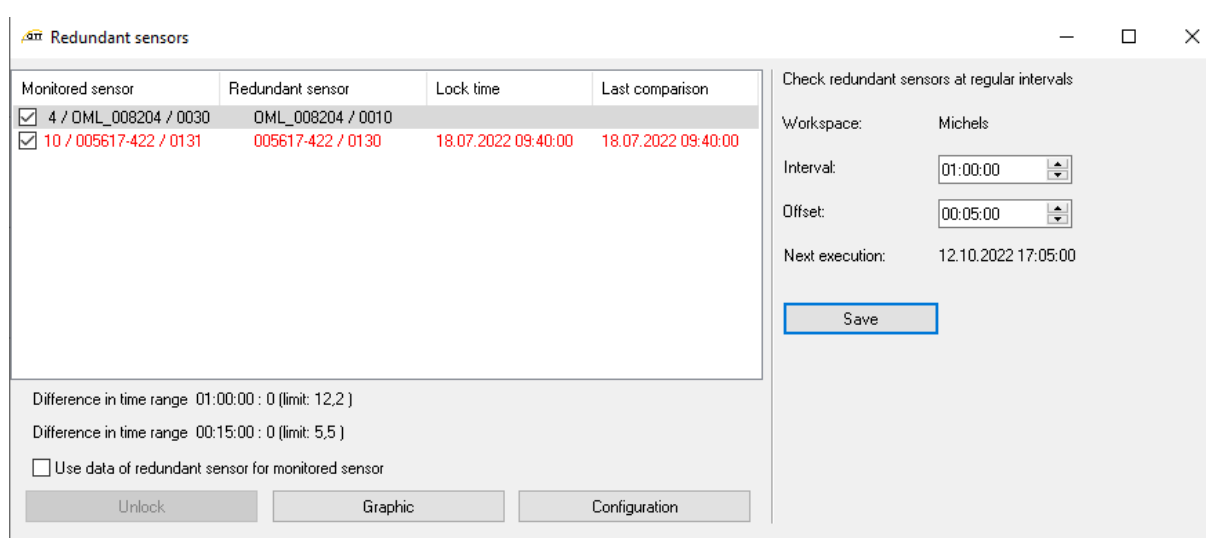 Redundant sensors
Monitored sensor Redundant sensor Lock time Last comparison
4 / OML_008204 / 0030 OML_008204 / 0010
10 / 005617-422 / 0131 005617-422 / 0130 18.07.2022 09:40:00 18.07.2022 09:40:00
Difference in time range 01:00:00 : 0 (limit: 12,2 )
Difference in time range 00:15:00 : 0 (limit: 5,5 )
Use data of redundant sensor for monitored sensor
Unlock Graphic Configuration
Check redundant sensors at regular intervals
Workspace: Michels
Interval: 01:00:00
Offset: 00:05:00
Next execution: 12.10.2022 17:05:00
Save